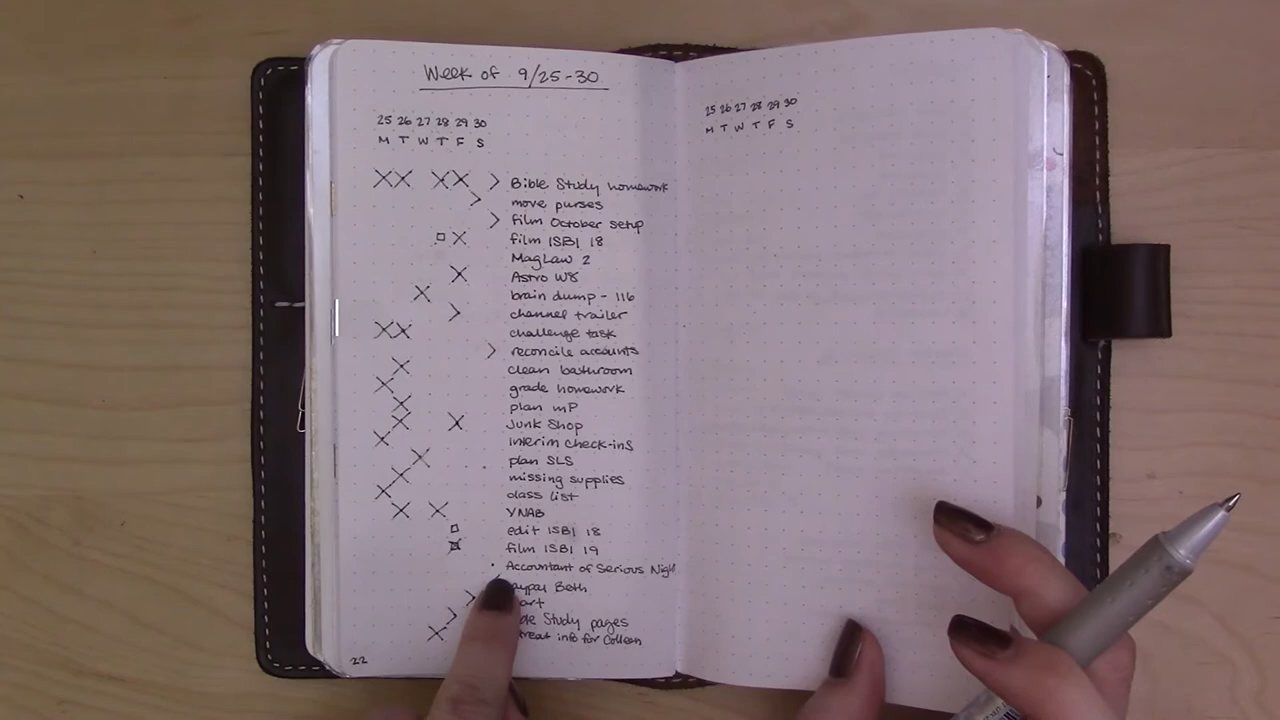 Week of 9/25-30
25 26 27 28 29 30
M T W T F S
Bible Study homework
move purses
film October setup
film ISBI 18
MagLaw 2
Astro W8
brain dump - 116
channel trailer
challenge task
reconcile accounts
clean bathroom
grade homework
plan MP
Junk Shop
interim check-ins
plan SLS
missing supplies
class list
YNAB
edit ISBI 18
film ISBI 19
Accountant of Serious Nigh
Beth
Study pages
info for Colleen
22
25 26 27 28 29 30
M T W T F S